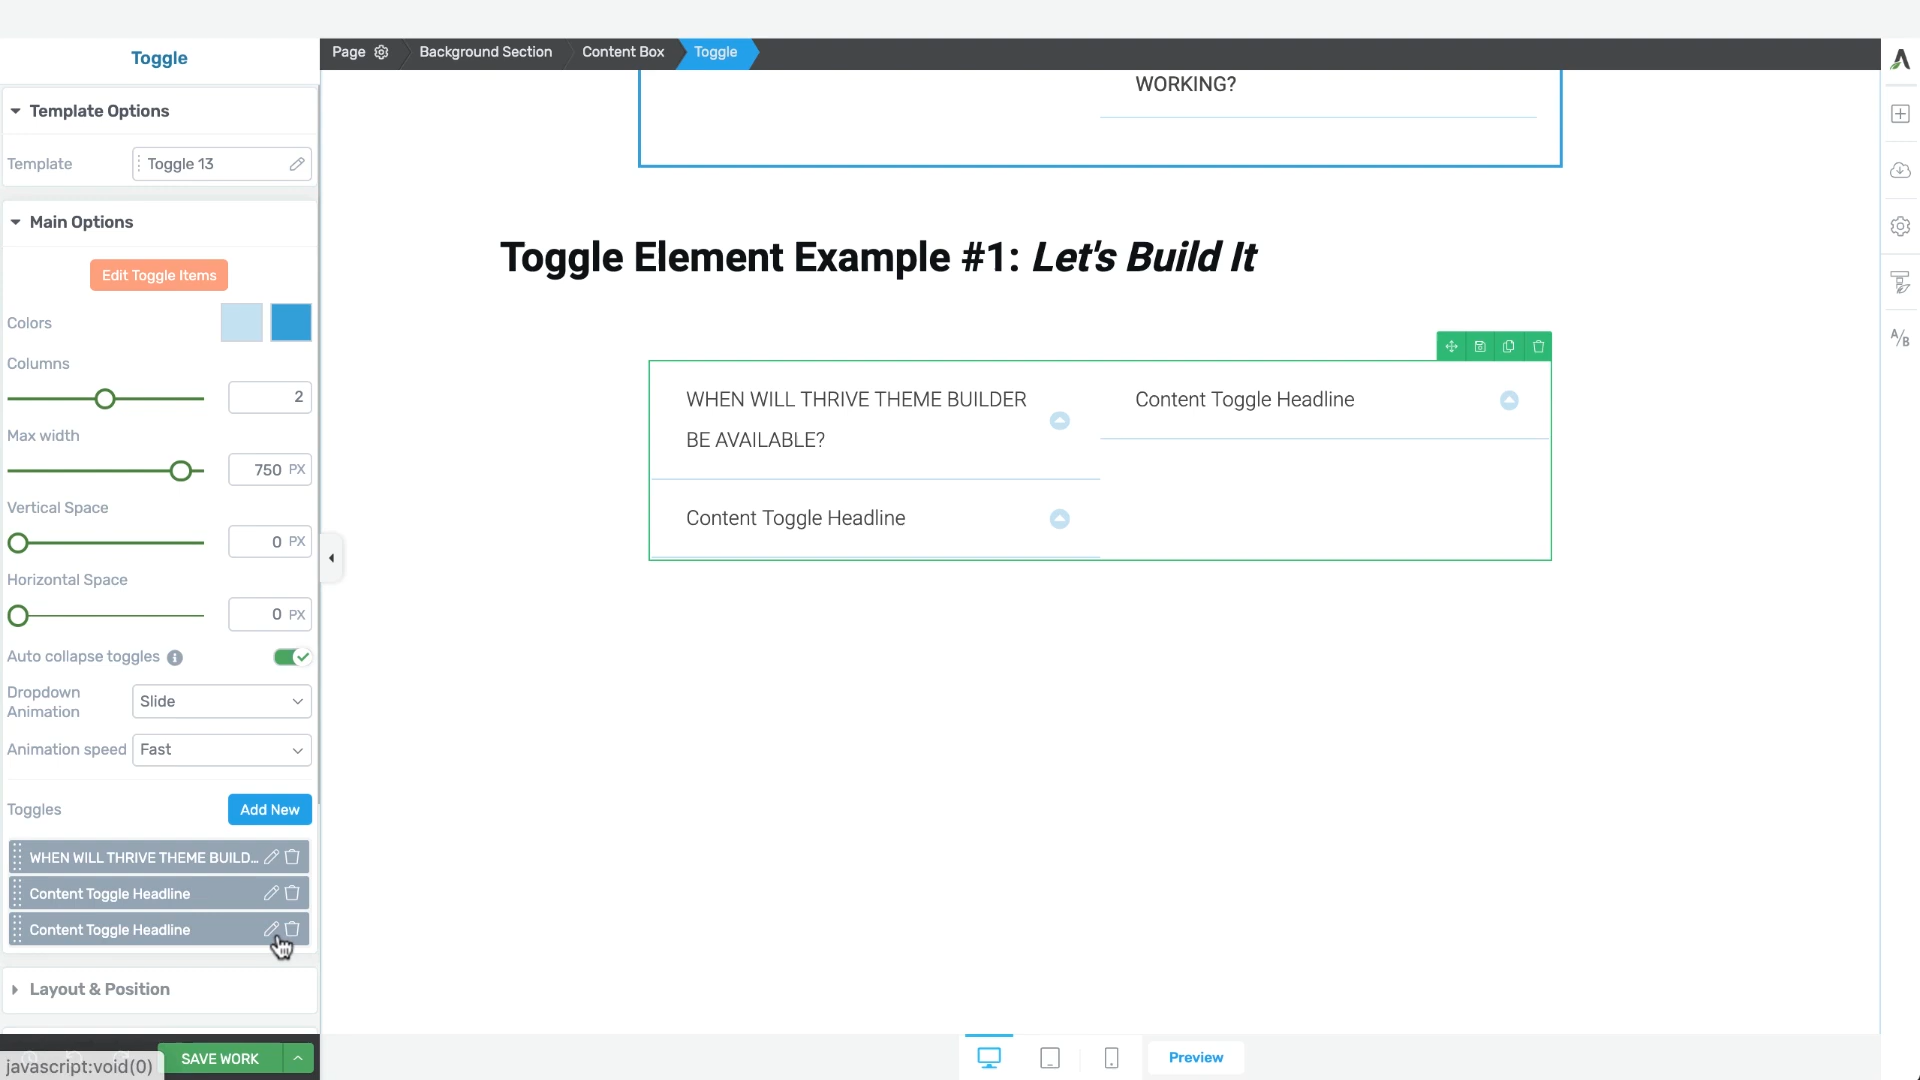 Toggle
Page
Background Section
Content Box
Toggle
Template Options
Template
Toggle 13
Main Options
Edit Toggle Items
Colors
Columns
2
Max width
750 PX
Vertical Space
0 PX
Horizontal Space
0 PX
Auto collapse toggles
Dropdown
Animation
Slide
Animation speed
Fast
Toggles
Add New
WHEN WILL THRIVE THEME BUILD...
Content Toggle Headline
Content Toggle Headline
Layout & Position
SAVE WORK
javascript:void(0)
WORKING?
Toggle Element Example #1: Let's Build It
WHEN WILL THRIVE THEME BUILDER
BE AVAILABLE?
Content Toggle Headline
Content Toggle Headline
Preview
A/B